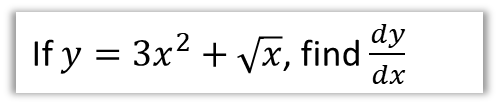 If y = 3x² + √x, find dy/dx